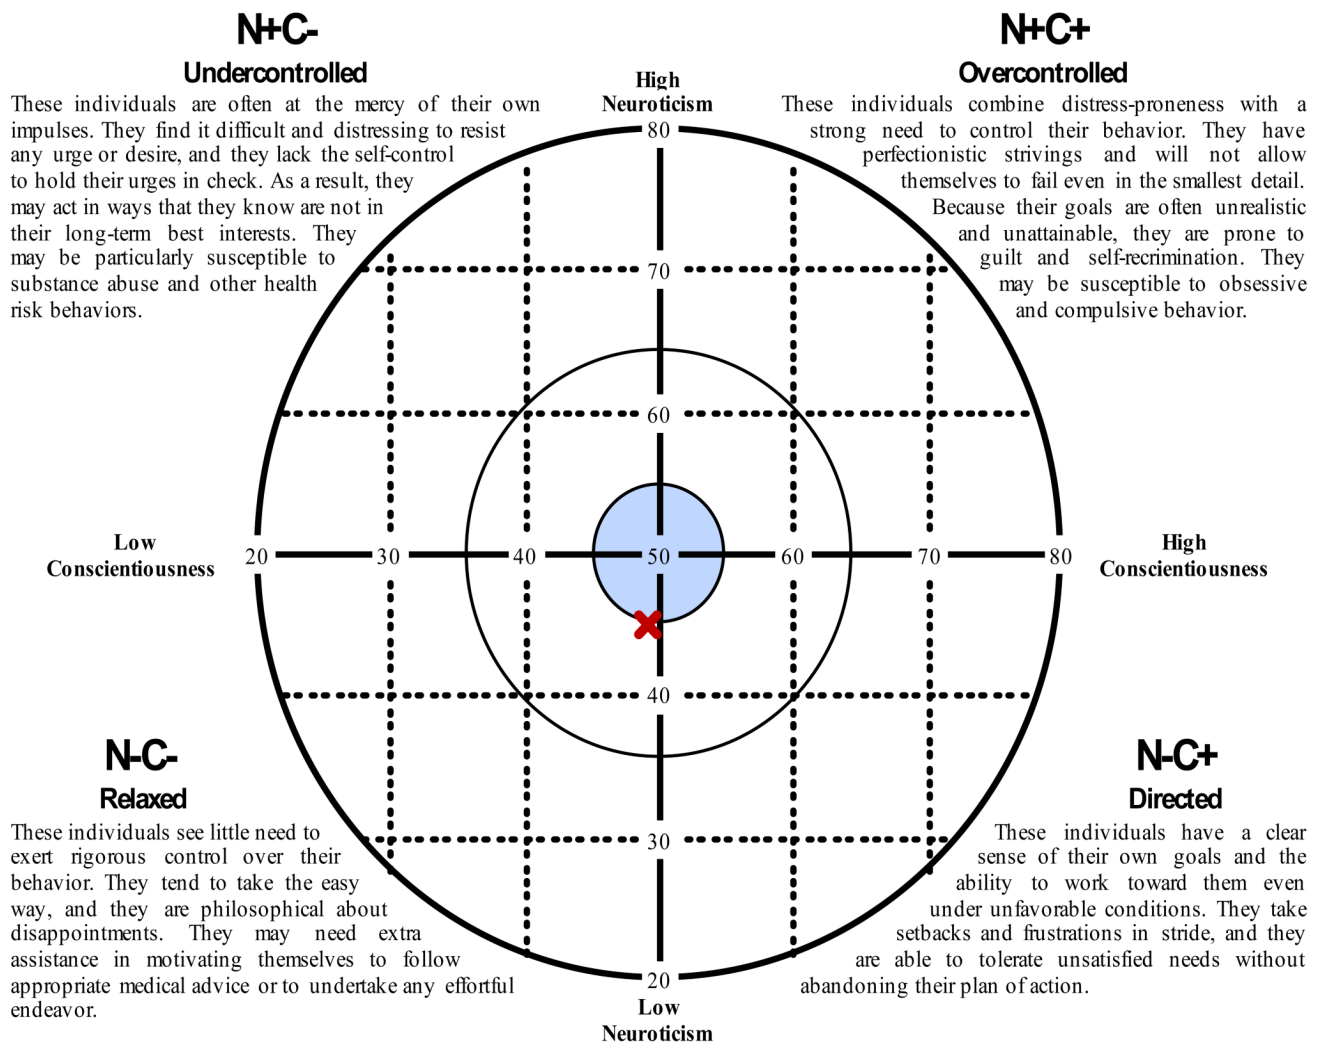 N+C-
Undercontrolled
These individuals are often at the mercy of their own
impulses. They find it difficult and distressing to resist
any urge or desire, and they lack the self-control
to hold their urges in check. As a result, they
may act in ways that they know are not in
their long-term best interests. They
may be particularly susceptible to
substance abuse and other health
risk behaviors.
High
Neuroticism
N+C+
Overcontrolled
These individuals combine distress-proneness with a
strong need to control their behavior. They have
perfectionistic strivings and will not allow
themselves to fail even in the smallest detail.
Because their goals are often unrealistic
and unattainable, they are prone to
guilt and self-recrimination. They
may be susceptible to obsessive
and compulsive behavior.
80
70
60
Low
Conscientiousness
20 30 40 50 60 70 80
High
Conscientiousness
40
30
20
Low
Neuroticism
N-C-
Relaxed
These individuals see little need to
exert rigorous control over their
behavior. They tend to take the easy
way, and they are philosophical about
disappointments. They may need extra
assistance in motivating themselves to follow
appropriate medical advice or to undertake any effortful
endeavor.
N-C+
Directed
These individuals have a clear
sense of their own goals and the
ability to work toward them even
under unfavorable conditions. They take
setbacks and frustrations in stride, and they
are able to tolerate unsatisfied needs without
abandoning their plan of action.